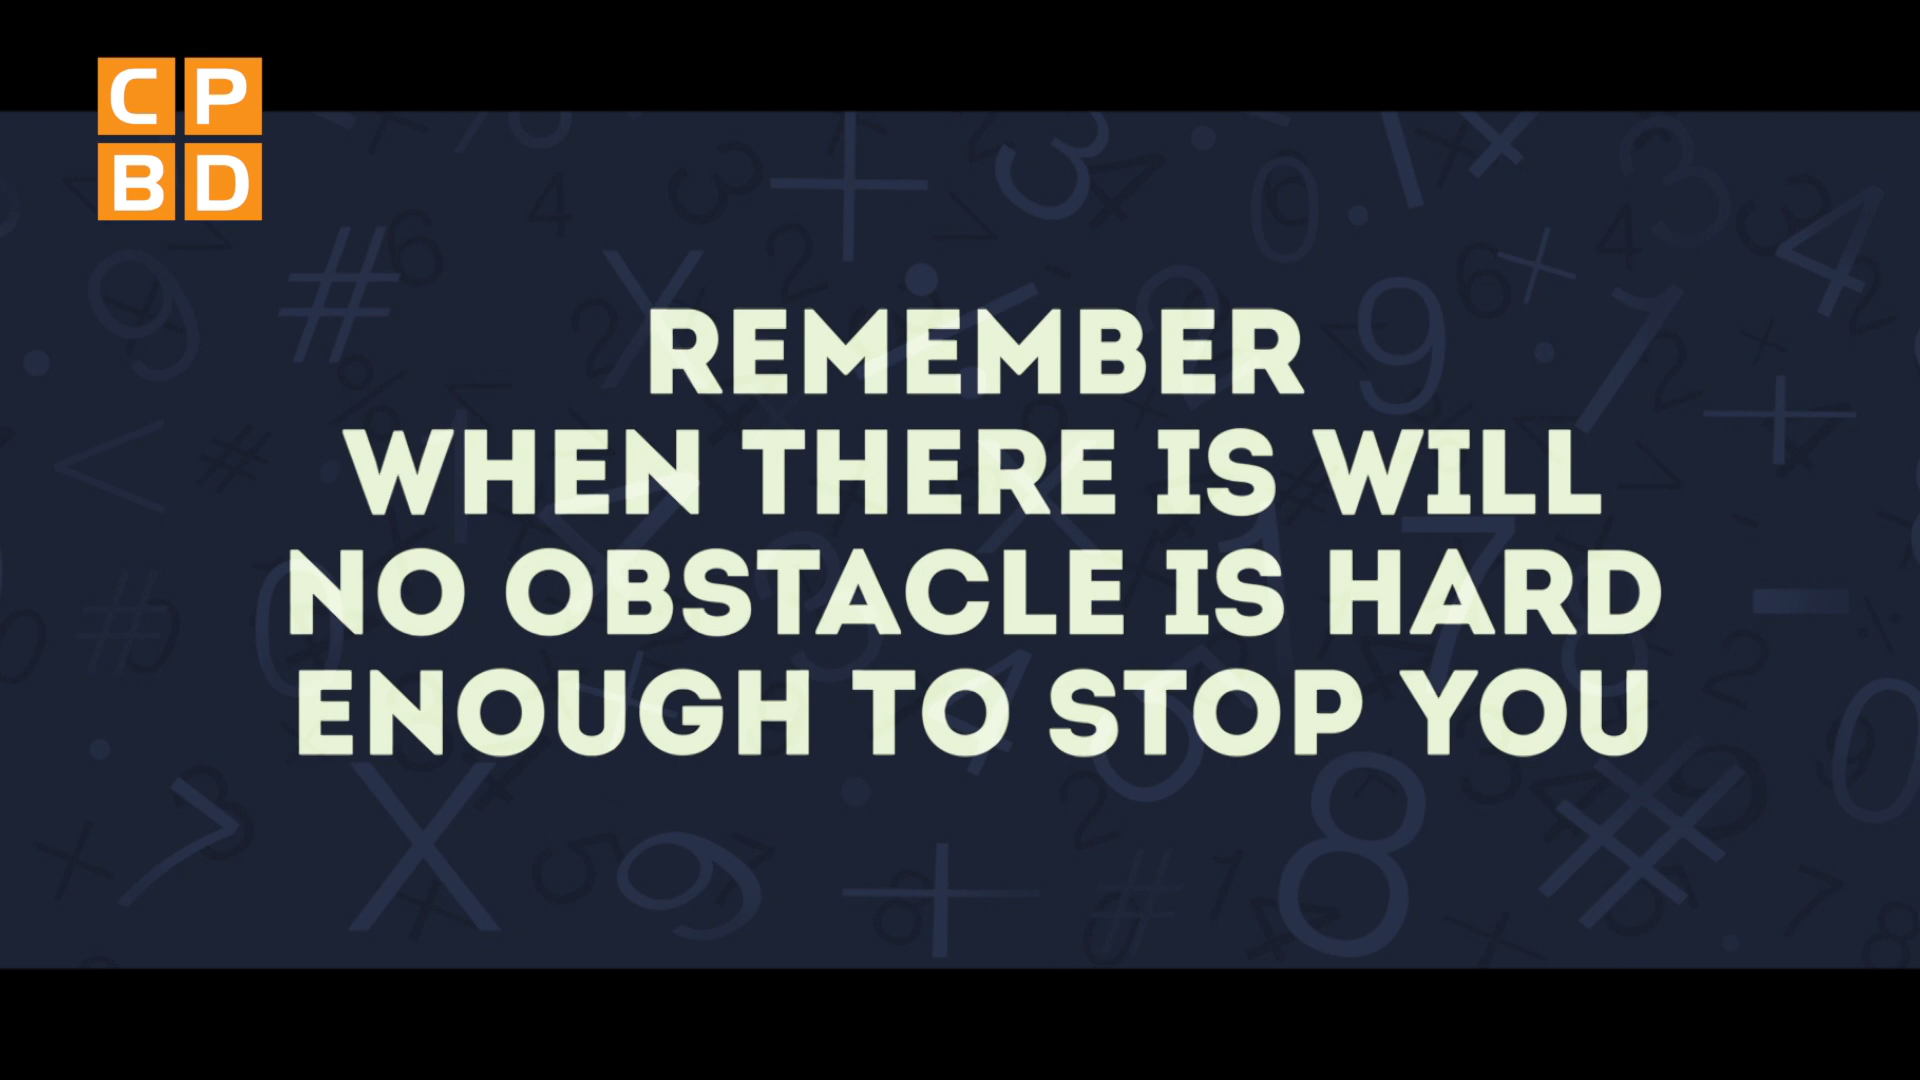 CP
BD
REMEMBER
WHEN THERE IS WILL
NO OBSTACLE IS HARD
ENOUGH TO STOP YOU